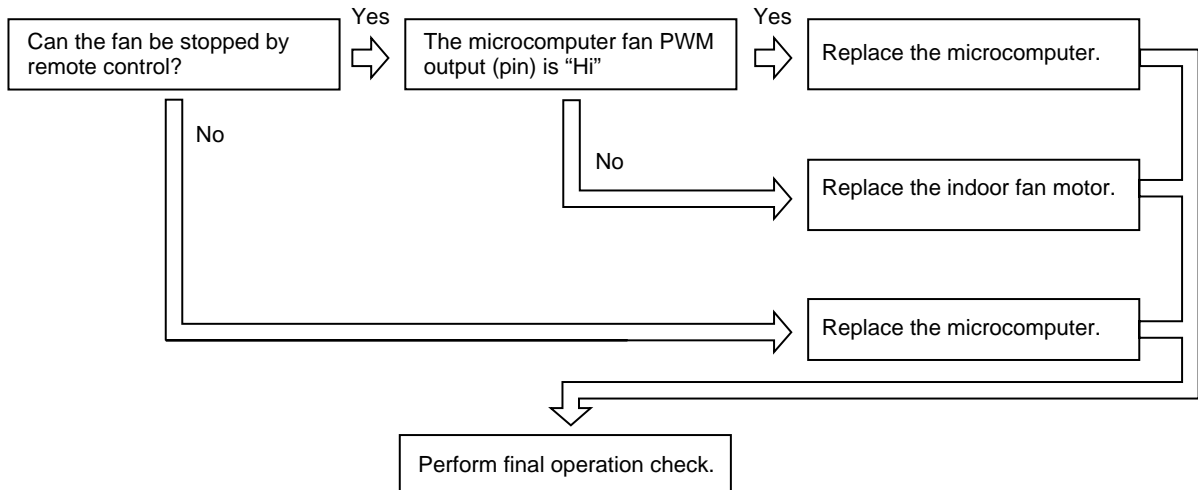 Can the fan be stopped by
remote control?
Yes
The microcomputer fan PWM
output (pin) is “Hi”
Yes
Replace the microcomputer.
No
No
Replace the indoor fan motor.
Replace the microcomputer.
Perform final operation check.